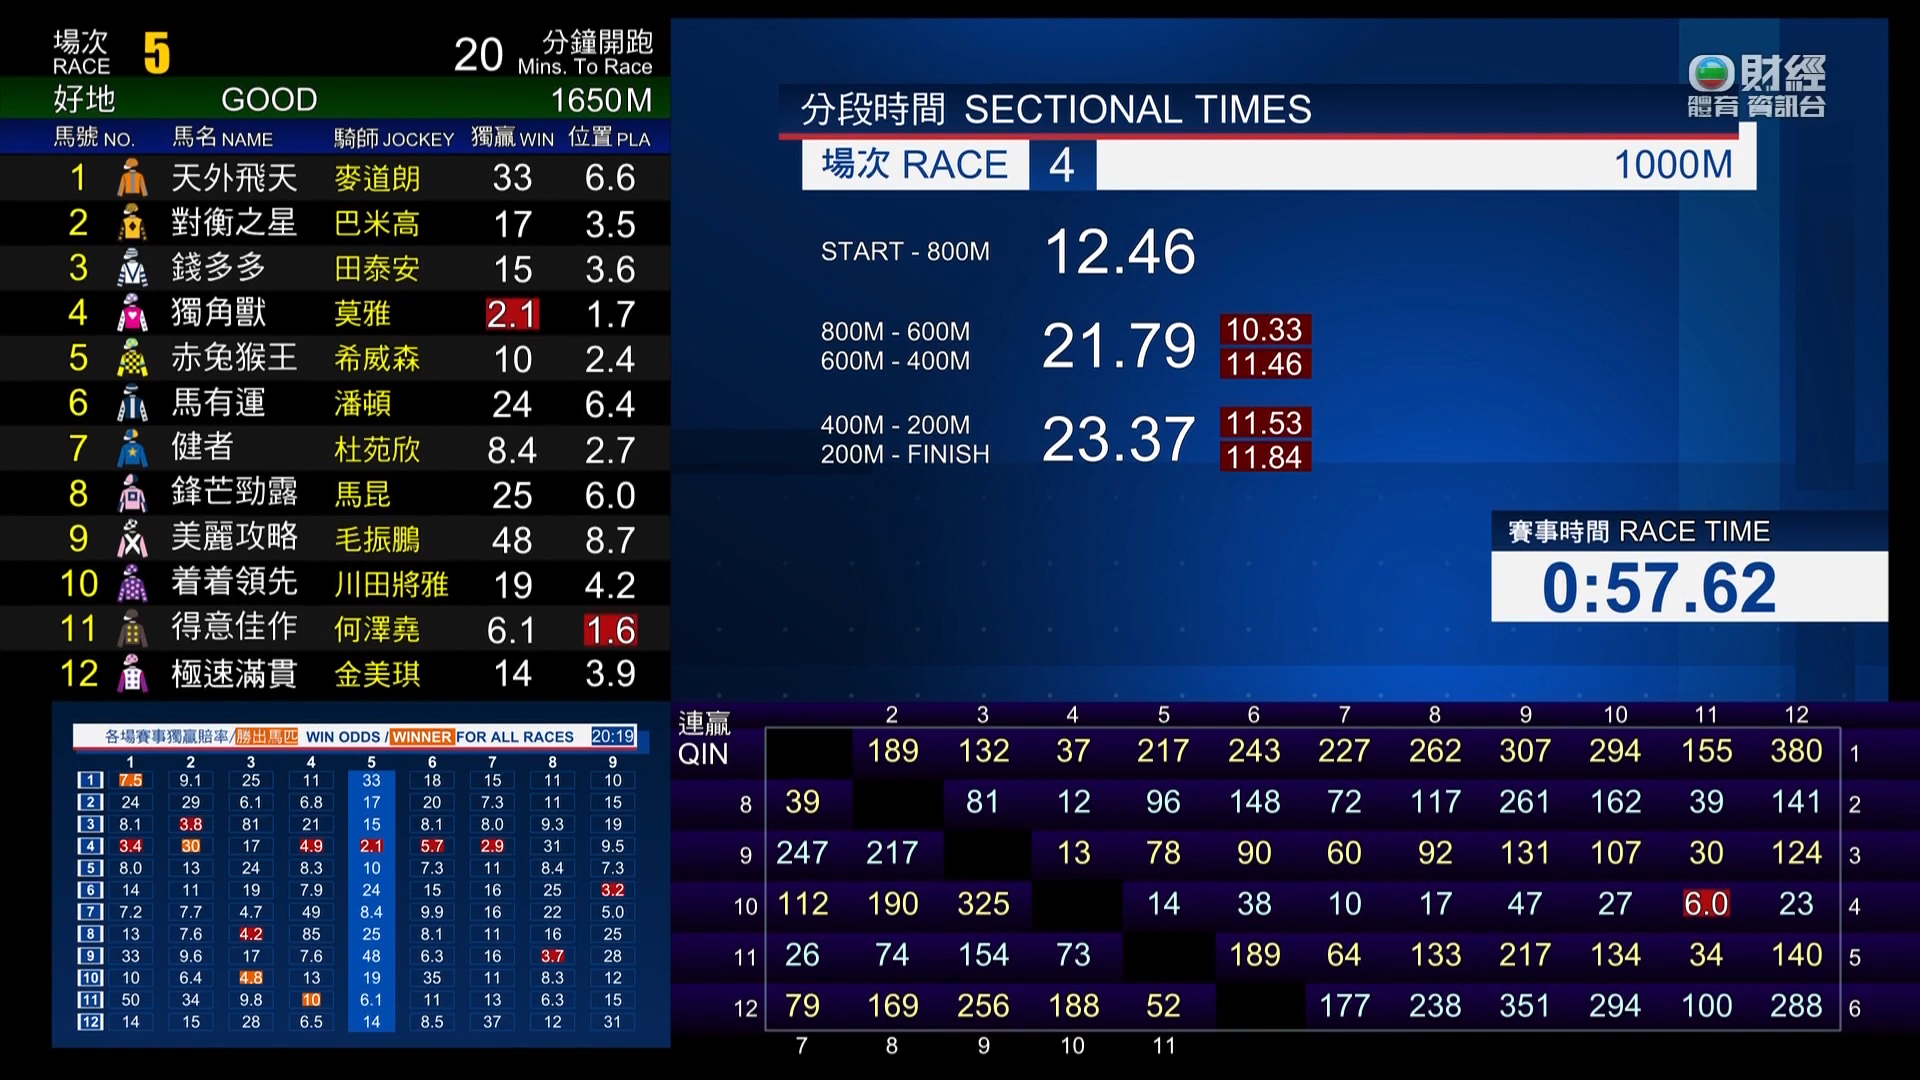 場次 RACE 5 20 分鐘開跑 Mins. To Race
好地 GOOD 1650M
馬號 NO. 馬名 NAME 騎師 JOCKEY 獨贏 WIN 位置 PLA
1 天外飛天 麥道朗 33 6.6
2 對衡之星 巴米高 17 3.5
3 錢多多 田泰安 15 3.6
4 獨角獸 莫雅 2.1 1.7
5 赤兔猴王 希威森 10 2.4
6 馬有運 潘頓 24 6.4
7 健者 杜苑欣 8.4 2.7
8 鋒芒勁露 馬昆 25 6.0
9 美麗攻略 毛振鵬 48 8.7
10 着着領先 川田將雅 19 4.2
11 得意佳作 何澤堯 6.1 1.6
12 極速滿貫 金美琪 14 3.9
財經
體育 資訊台
分段時間 SECTIONAL TIMES
場次 RACE 4 1000M
START - 800M 12.46
800M - 600M 21.79 10.33
600M - 400M 11.46
400M - 200M 23.37 11.53
200M - FINISH 11.84
賽事時間 RACE TIME
0:57.62
各場賽事獨贏賠率/勝出馬匹 WIN ODDS / WINNER FOR ALL RACES 20:19
1 2 3 4 5 6 7 8 9
1 7.5 9.1 25 11 33 18 15 11 10
2 24 29 6.1 6.8 17 20 7.3 11 15
3 8.1 3.8 81 21 15 8.1 8.0 9.3 19
4 3.4 30 17 4.9 2.1 5.7 2.9 31 9.5
5 8.0 13 24 8.3 10 7.3 11 8.4 7.3
6 14 11 19 7.9 24 15 16 25 3.2
7 7.2 7.7 4.7 49 8.4 9.9 16 22 5.0
8 13 7.6 4.2 85 25 8.1 11 16 25
9 33 9.6 17 7.6 48 6.3 16 3.7 28
10 10 6.4 4.8 13 19 35 11 8.3 12
11 50 34 9.8 10 6.1 11 13 6.3 15
12 14 15 28 6.5 14 8.5 37 12 31
連贏 QIN 2 3 4 5 6 7 8 9 10 11 12
189 132 37 217 243 227 262 307 294 155 380 1
8 39 81 12 96 148 72 117 261 162 39 141 2
9 247 217 13 78 90 60 92 131 107 30 124 3
10 112 190 325 14 38 10 17 47 27 6.0 23 4
11 26 74 154 73 189 64 133 217 134 34 140 5
12 79 169 256 188 52 177 238 351 294 100 288 6
7 8 9 10 11